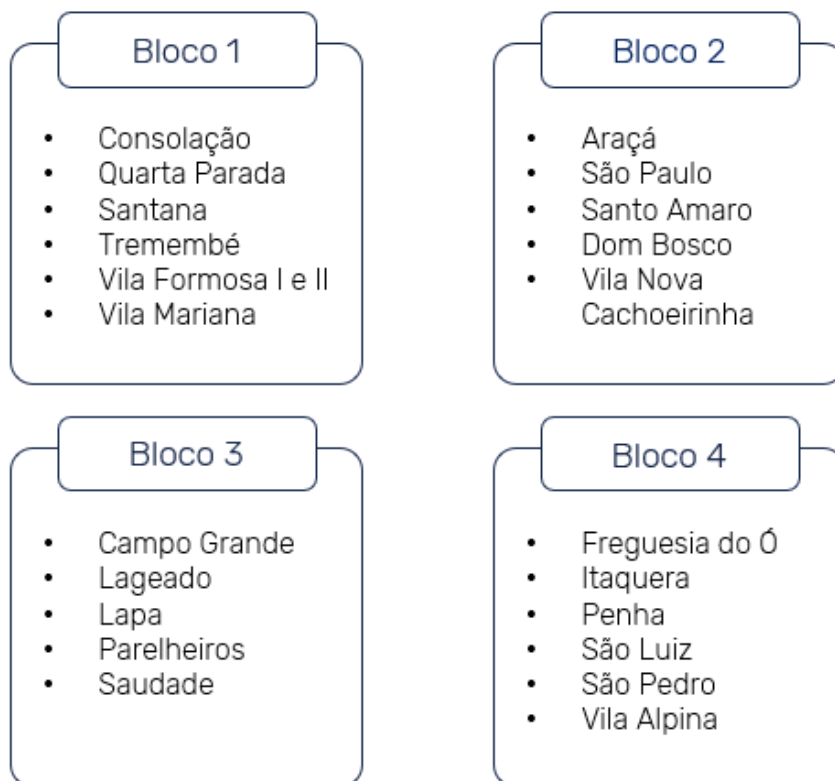 Bloco 1
• Consolação
• Quarta Parada
• Santana
• Tremembé
• Vila Formosa I e II
• Vila Mariana
Bloco 2
• Araçá
• São Paulo
• Santo Amaro
• Dom Bosco
• Vila Nova
Cachoeirinha
Bloco 3
• Campo Grande
• Lageado
• Lapa
• Parelheiros
• Saudade
Bloco 4
• Freguesia do Ó
• Itaquera
• Penha
• São Luiz
• São Pedro
• Vila Alpina